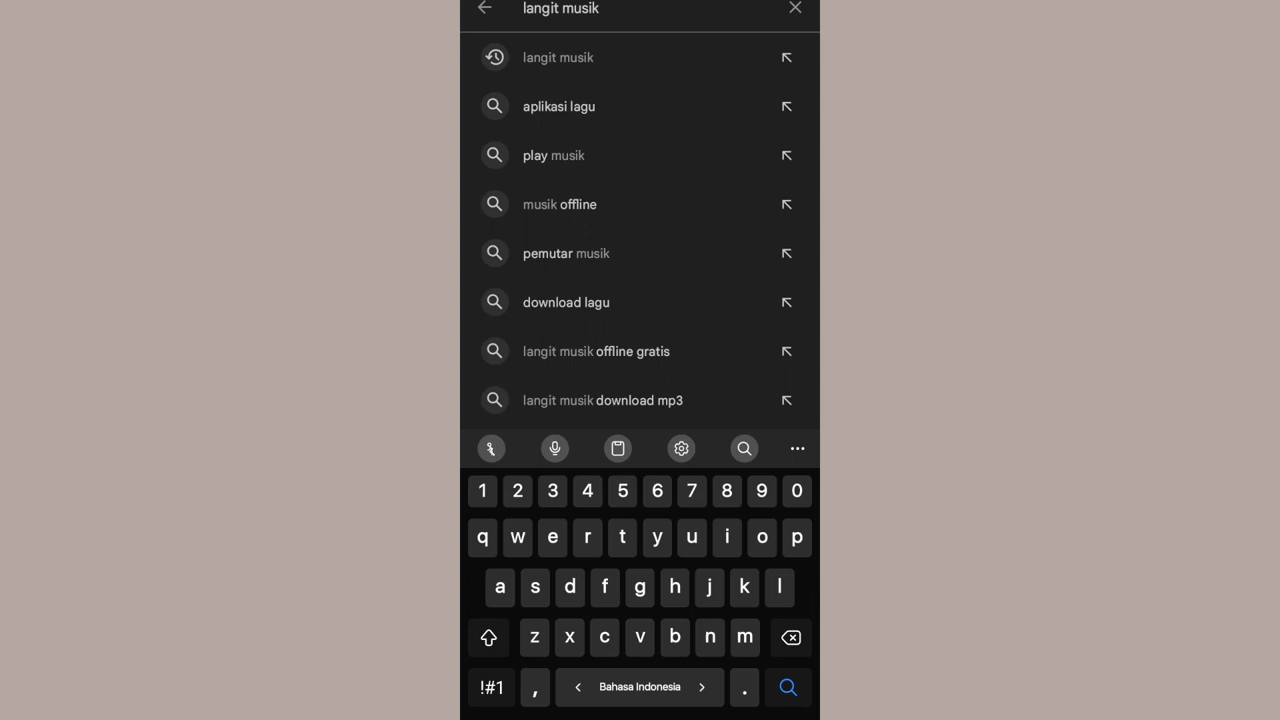 langit musik
langit musik
aplikasi lagu
play musik
musik offline
pemutar musik
download lagu
langit musik offline gratis
langit musik download mp3
1 2 3 4 5 6 7 8 9 0
q w e r t y u i o p
a s d f g h j k l
z x c v b n m
!#1 , < Bahasa Indonesia > .